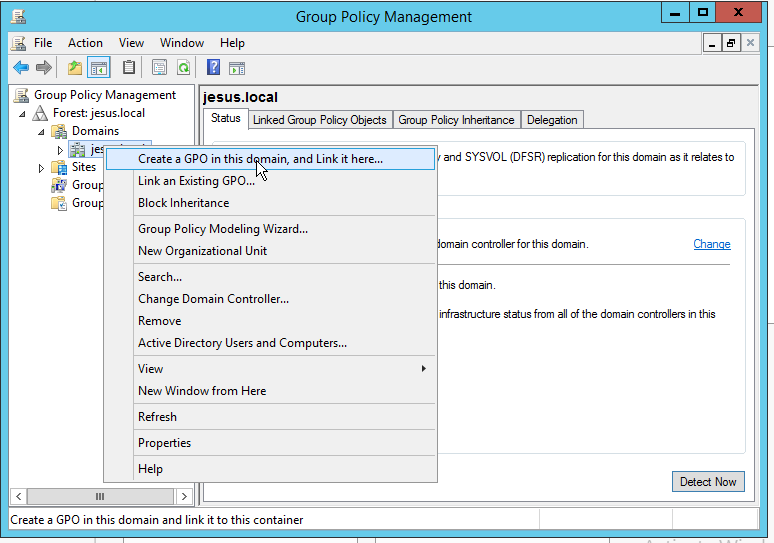 Group Policy Management
File Action View Window Help
Group Policy Management
Forest: jesus.local
Domains
Sites
Group
Group
jesus.local
Status Linked Group Policy Objects Group Policy Inheritance Delegation
and SYSVOL (DFSR) replication for this domain as it relates to
domain controller for this domain. Change
this domain.
infrastructure status from all of the domain controllers in this
Detect Now
Create a GPO in this domain, and Link it here...
Link an Existing GPO...
Block Inheritance
Group Policy Modeling Wizard...
New Organizational Unit
Search...
Change Domain Controller...
Remove
Active Directory Users and Computers...
View
New Window from Here
Refresh
Properties
Help
Create a GPO in this domain and link it to this container